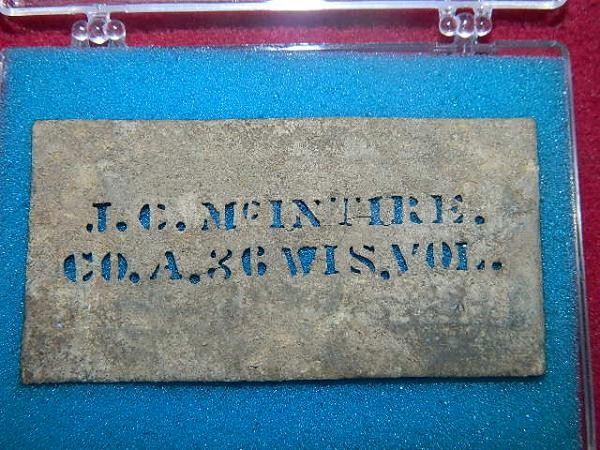 J. C. McINTIRE.
CO. A. 36 WIS. VOL.